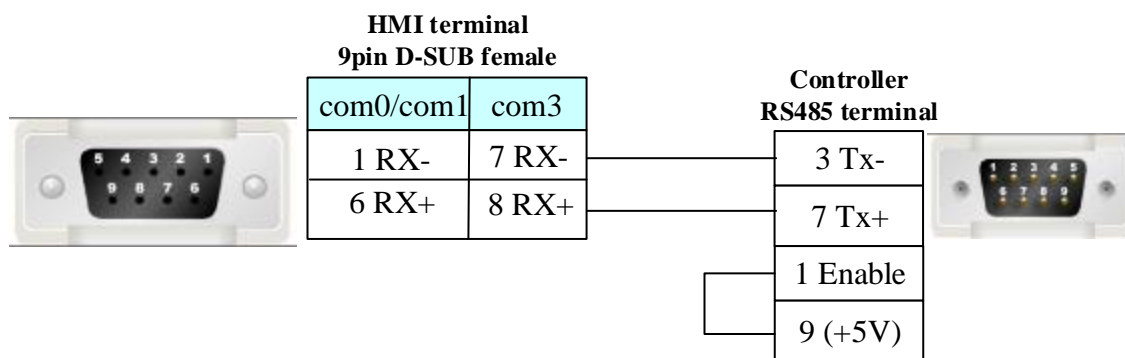 HMI terminal
9pin D-SUB female
com0/com1 com3
1 RX- 7 RX-
6 RX+ 8 RX+
5 4 3 2 1
9 8 7 6
Controller
RS485 terminal
3 Tx-
7 Tx+
1 Enable
9 (+5V)
1 2 3 4 5
6 7 8 9